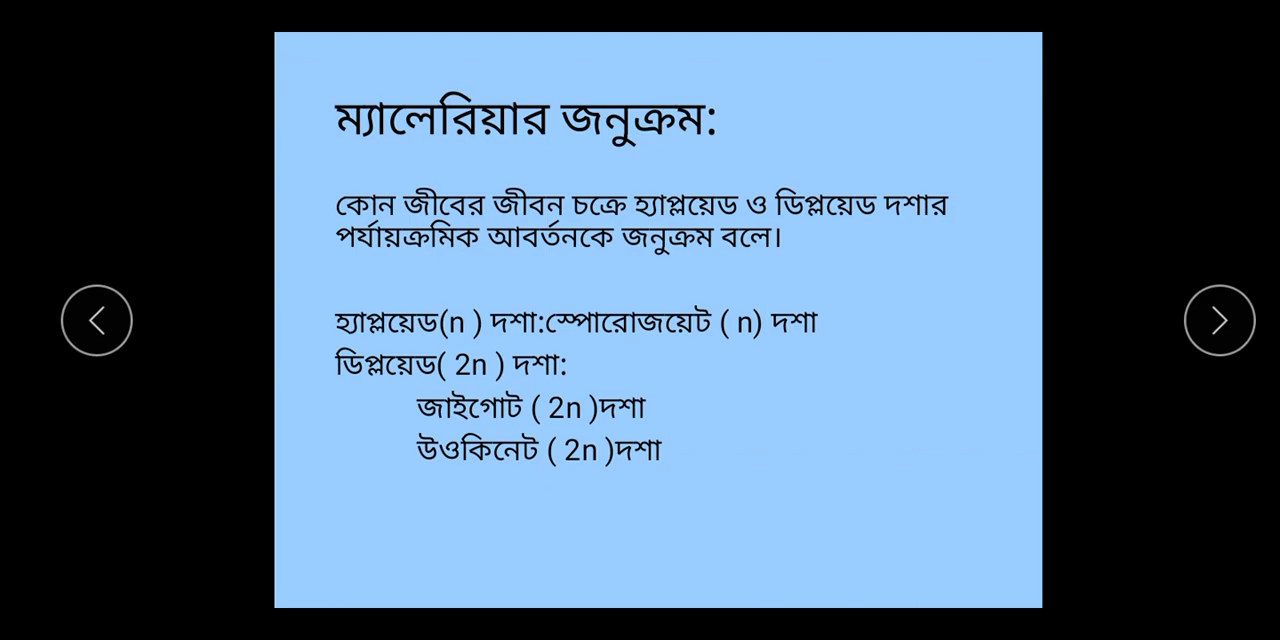 ম্যালেরিয়ার জনুক্রম:
কোন জীবের জীবন চক্রে হ্যাপ্লয়েড ও ডিপ্লয়েড দশার
পর্যায়ক্রমিক আবর্তনকে জনুক্রম বলে।
হ্যাপ্লয়েড(n ) দশা:স্পোরোজয়েট ( n) দশা
ডিপ্লয়েড( 2n ) দশা:
জাইগোট ( 2n )দশা
উওকিনেট ( 2n )দশা